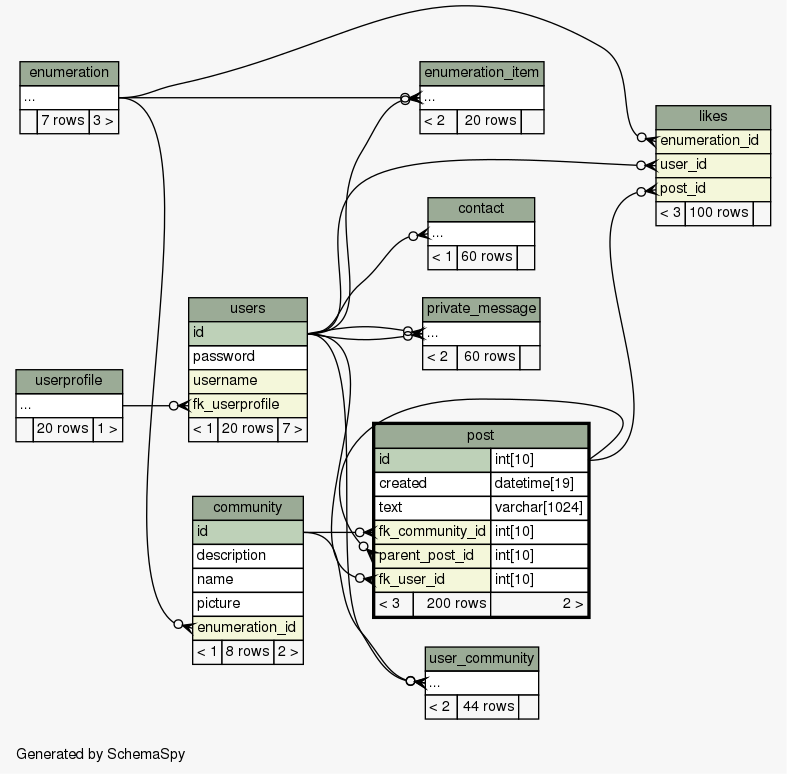 enumeration
...
7 rows 3 >
enumeration_item
...
< 2 20 rows
likes
enumeration_id
user_id
post_id
< 3 100 rows
contact
...
< 1 60 rows
users
id
password
username
fk_userprofile
< 1 20 rows 7 >
private_message
...
< 2 60 rows
userprofile
...
20 rows 1 >
post
id int[10]
created datetime[19]
text varchar[1024]
fk_community_id int[10]
parent_post_id int[10]
fk_user_id int[10]
< 3 200 rows 2 >
community
id
description
name
picture
enumeration_id
< 1 8 rows 2 >
user_community
...
< 2 44 rows
Generated by SchemaSpy